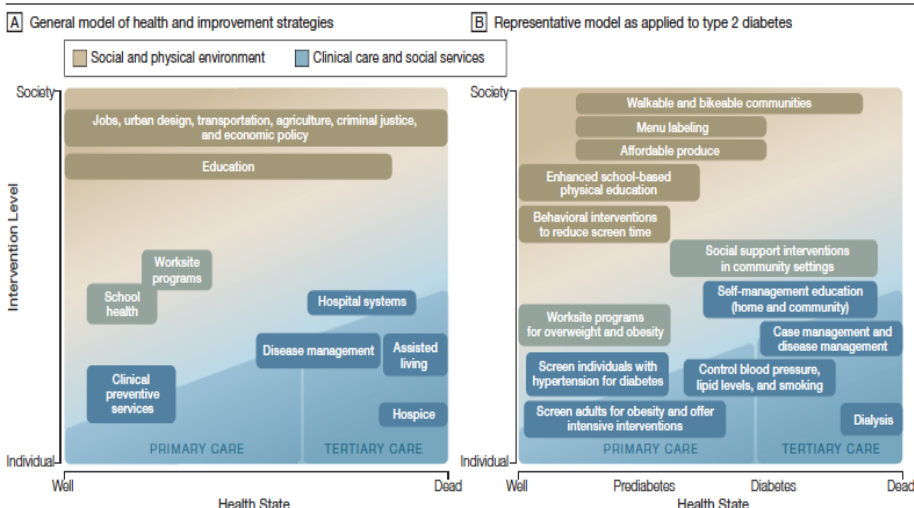 A General model of health and improvement strategies
Social and physical environment
Clinical care and social services
Society
Intervention Level
Individual
Jobs, urban design, transportation, agriculture, criminal justice,
and economic policy
Education
Worksite
programs
School
health
Hospital systems
Disease management
Assisted
living
Clinical
preventive
services
Hospice
PRIMARY CARE
TERTIARY CARE
Well
Dead
Health State
B Representative model as applied to type 2 diabetes
Society
Individual
Walkable and bikeable communities
Menu labeling
Affordable produce
Enhanced school-based
physical education
Behavioral interventions
to reduce screen time
Social support interventions
in community settings
Self-management education
(home and community)
Worksite programs
for overweight and obesity
Case management and
disease management
Screen individuals with
hypertension for diabetes
Control blood pressure,
lipid levels, and smoking
Screen adults for obesity and offer
intensive interventions
Dialysis
PRIMARY CARE
TERTIARY CARE
Well
Prediabetes
Diabetes
Dead
Health State